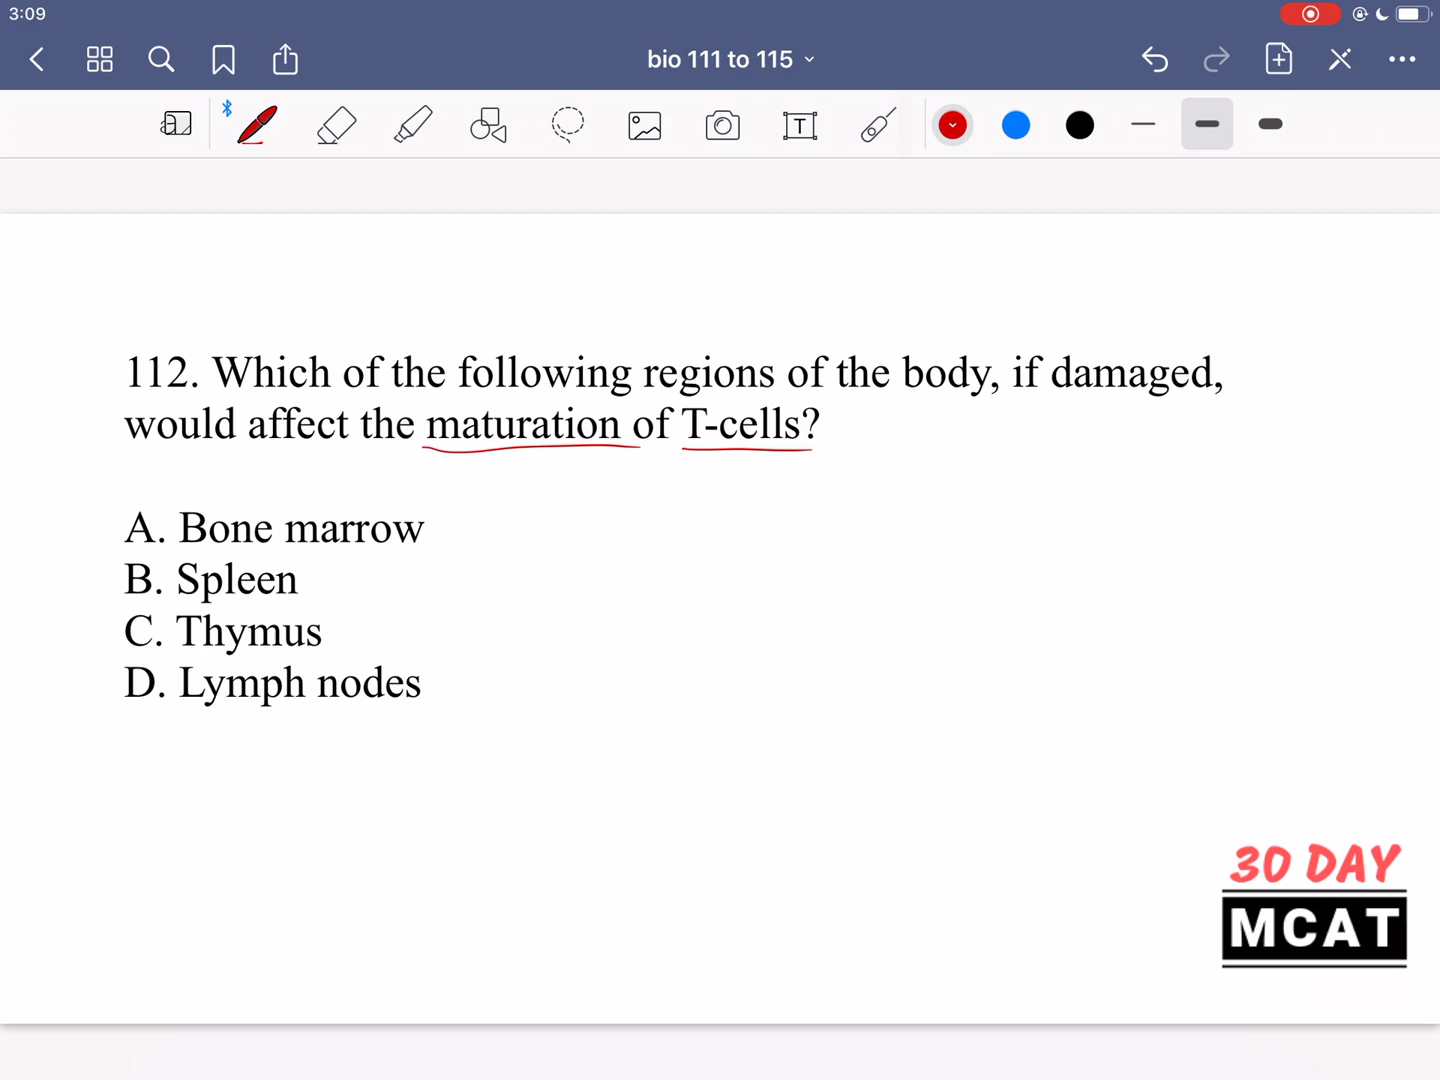 3:09
bio 111 to 115
T
112. Which of the following regions of the body, if damaged,
would affect the maturation of T-cells?
A. Bone marrow
B. Spleen
C. Thymus
D. Lymph nodes
30 DAY
MCAT